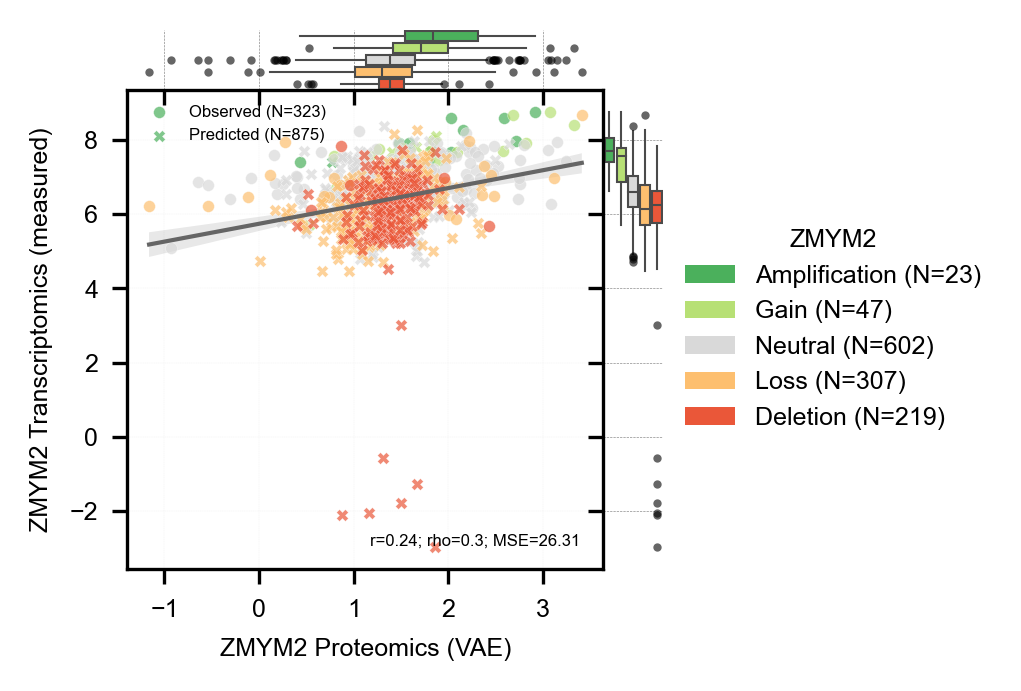 Observed (N=323)
Predicted (N=875)
8
6
4
2
0
−2
ZMYM2 Transcriptomics (measured)
r=0.24; rho=0.3; MSE=26.31
−1
0
1
2
3
ZMYM2 Proteomics (VAE)
ZMYM2
Amplification (N=23)
Gain (N=47)
Neutral (N=602)
Loss (N=307)
Deletion (N=219)